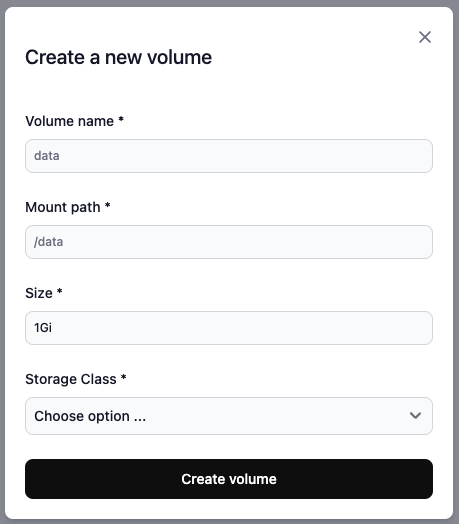 Create a new volume
Volume name *
data
Mount path *
/data
Size *
1Gi
Storage Class *
Choose option ...
Create volume